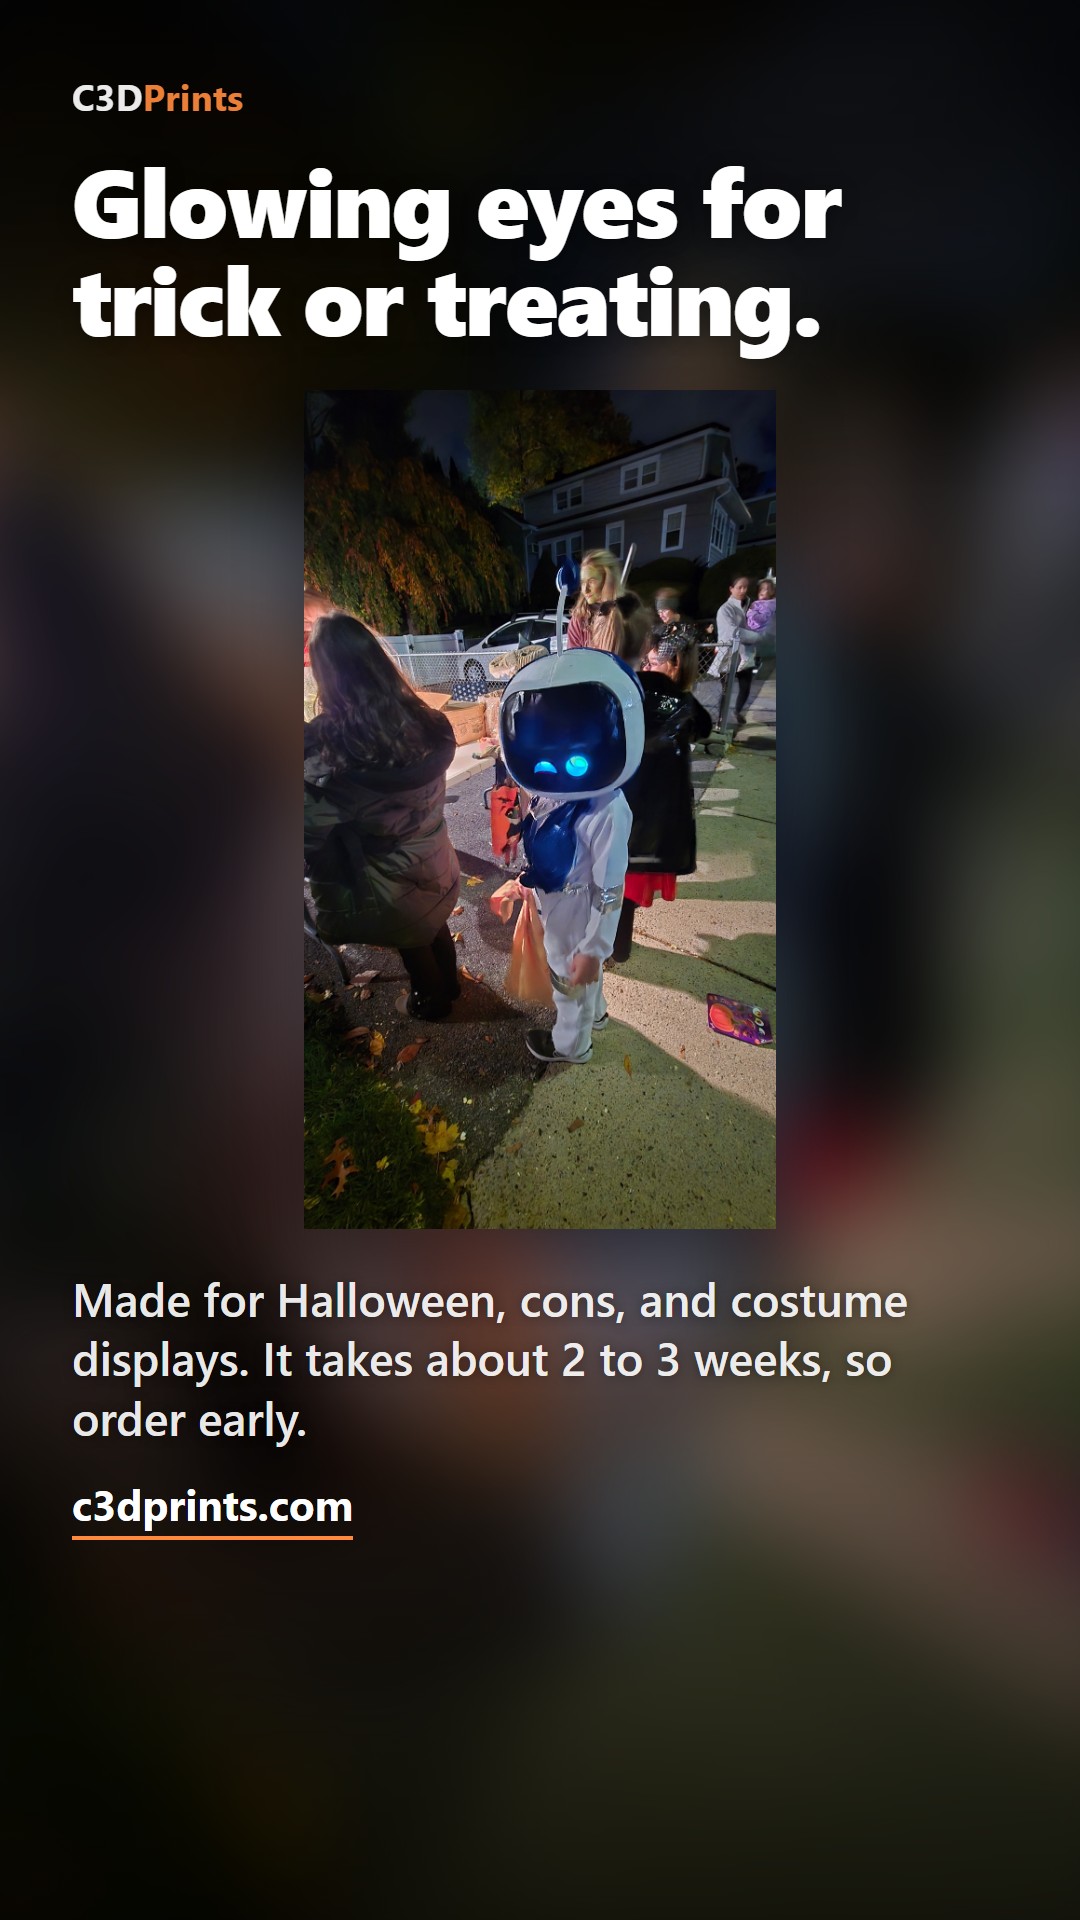 C3DPrints
Glowing eyes for
trick or treating.
Made for Halloween, cons, and costume
displays. It takes about 2 to 3 weeks, so
order early.
c3dprints.com